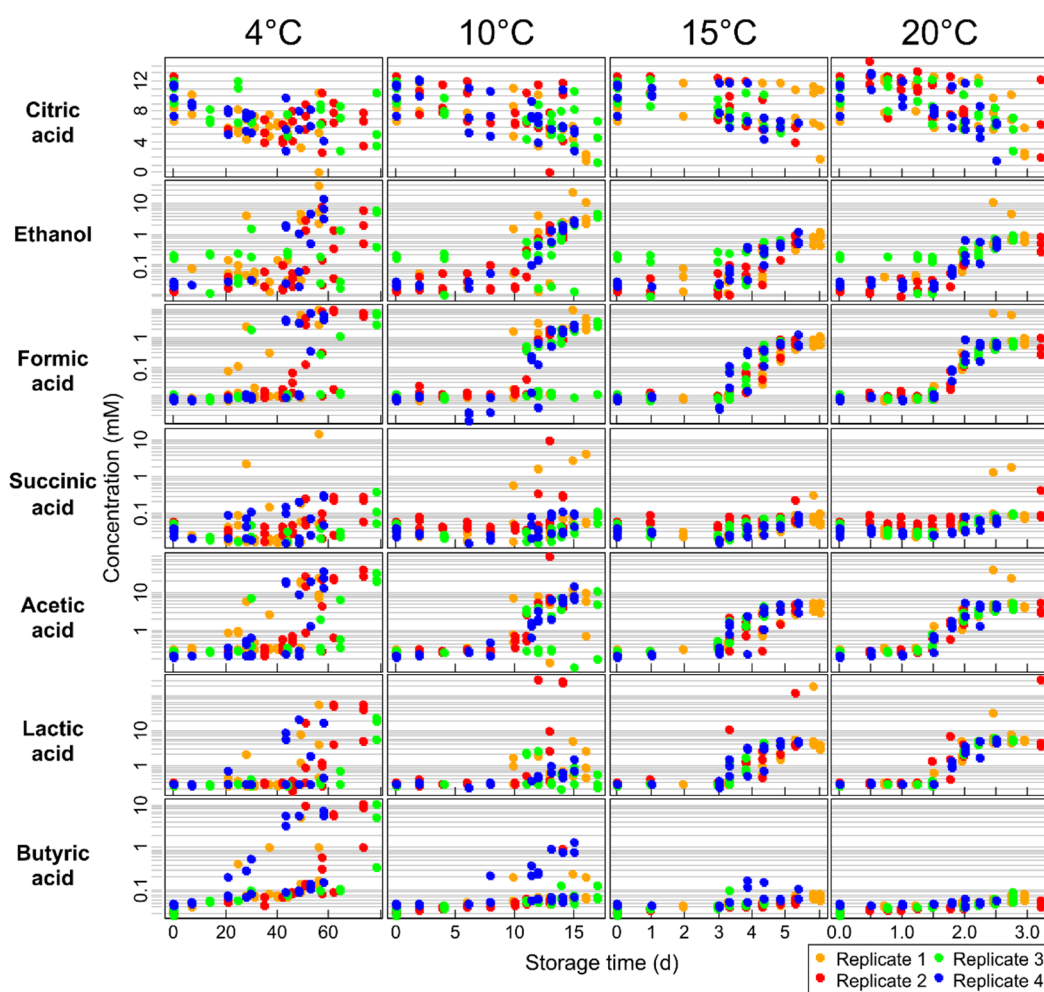 4°C 10°C 15°C 20°C
Citric acid
12
8
4
0
Ethanol
10
1
0.1
Formic acid
1
0.1
Concentration (mM)
Succinic acid
10
1
0.1
Acetic acid
10
1
Lactic acid
10
1
Butyric acid
10
1
0.1
0 20 40 60 0 5 10 15 0 1 2 3 4 5 0.0 1.0 2.0 3.0
Storage time (d)
Replicate 1 Replicate 3
Replicate 2 Replicate 4